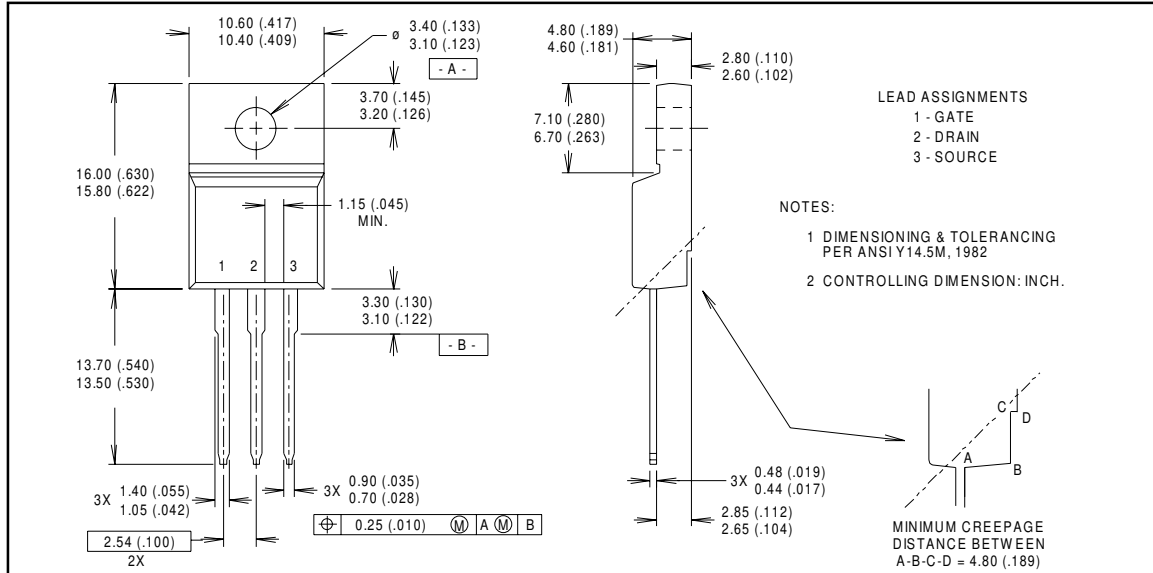 10.60 (.417)
10.40 (.409)
ø
3.40 (.133)
3.10 (.123)
- A -
3.70 (.145)
3.20 (.126)
16.00 (.630)
15.80 (.622)
1.15 (.045)
MIN.
1 2 3
3.30 (.130)
3.10 (.122)
- B -
13.70 (.540)
13.50 (.530)
3X
1.40 (.055)
1.05 (.042)
3X
0.90 (.035)
0.70 (.028)
2.54 (.100)
2X
⌖ 0.25 (.010) Ⓜ A Ⓜ B
4.80 (.189)
4.60 (.181)
2.80 (.110)
2.60 (.102)
7.10 (.280)
6.70 (.263)
3X
0.48 (.019)
0.44 (.017)
2.85 (.112)
2.65 (.104)
LEAD ASSIGNMENTS
1 - GATE
2 - DRAIN
3 - SOURCE
NOTES:
1 DIMENSIONING & TOLERANCING
PER ANSI Y14.5M, 1982
2 CONTROLLING DIMENSION: INCH.
C
D
A
B
MINIMUM CREEPAGE
DISTANCE BETWEEN
A-B-C-D = 4.80 (.189)